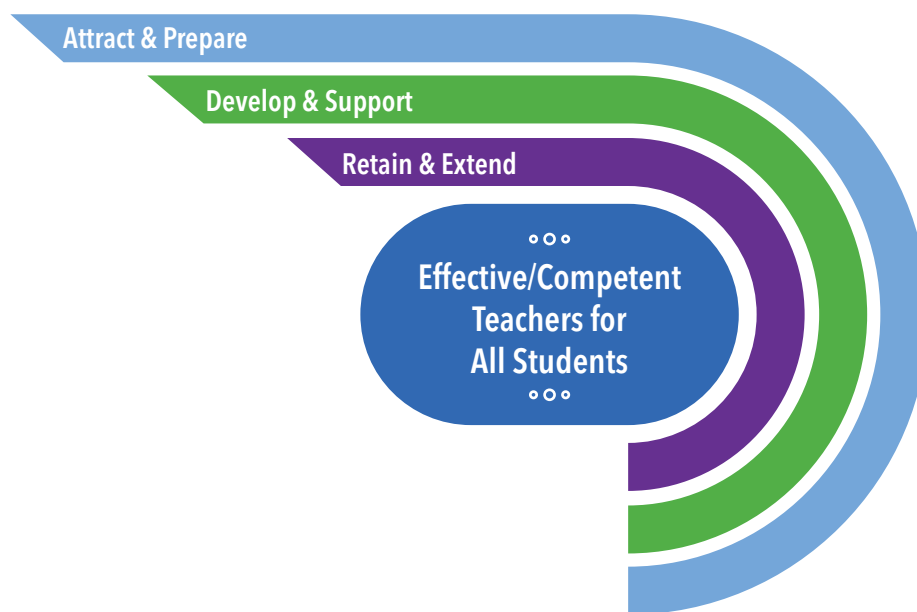 Attract & Prepare
Develop & Support
Retain & Extend
Effective/Competent
Teachers for
All Students